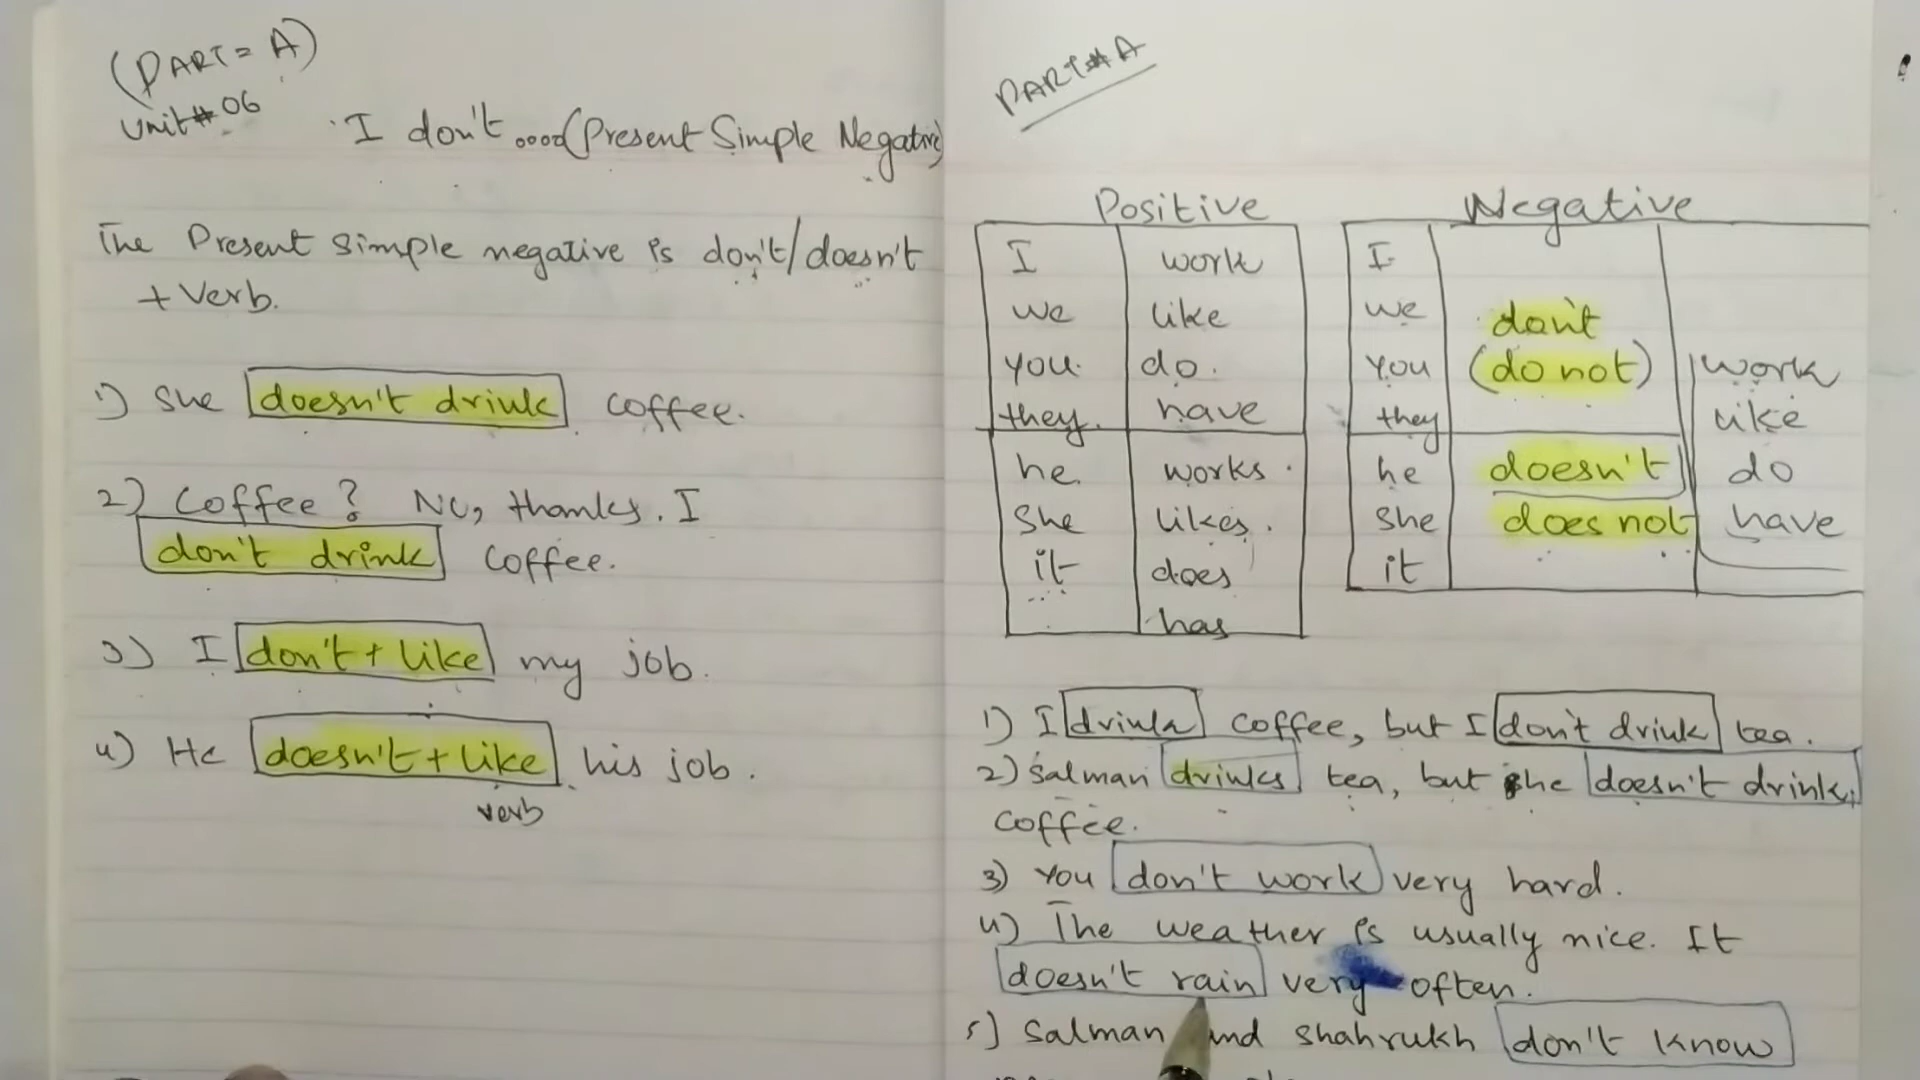 (PART = A)
Unit # 06
I don't ....(Present Simple Negative)
The Present simple negative is don't/doesn't
+ Verb.
1) She doesn't drink coffee.
2) Coffee? No, thanks. I
don't drink coffee.
3) I don't + like my job.
4) He doesn't + like his job.
verb
PART # A
Positive
I work
we like
you do.
they. have
he works.
She likes.
it does
has
Negative
I
we don't
You (do not) work
they like
he doesn't do
She does not have
it
1) I drink coffee, but I don't drink tea.
2) Salman drinks tea, but he doesn't drink
coffee.
3) You don't work very hard.
4) The weather is usually nice. It
doesn't rain very often.
5) Salman and Shahrukh don't know